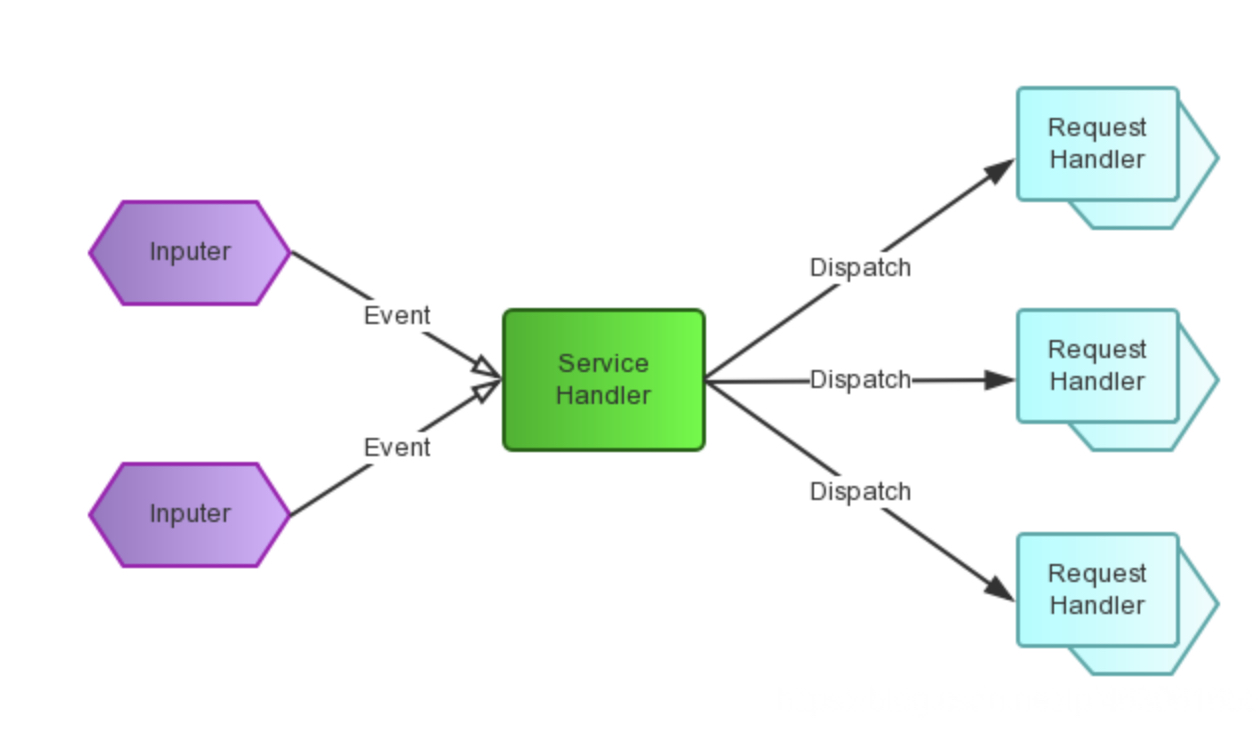 Inputer
Event
Inputer
Event
Service
Handler
Dispatch
Dispatch
Dispatch
Request
Handler
Request
Handler
Request
Handler